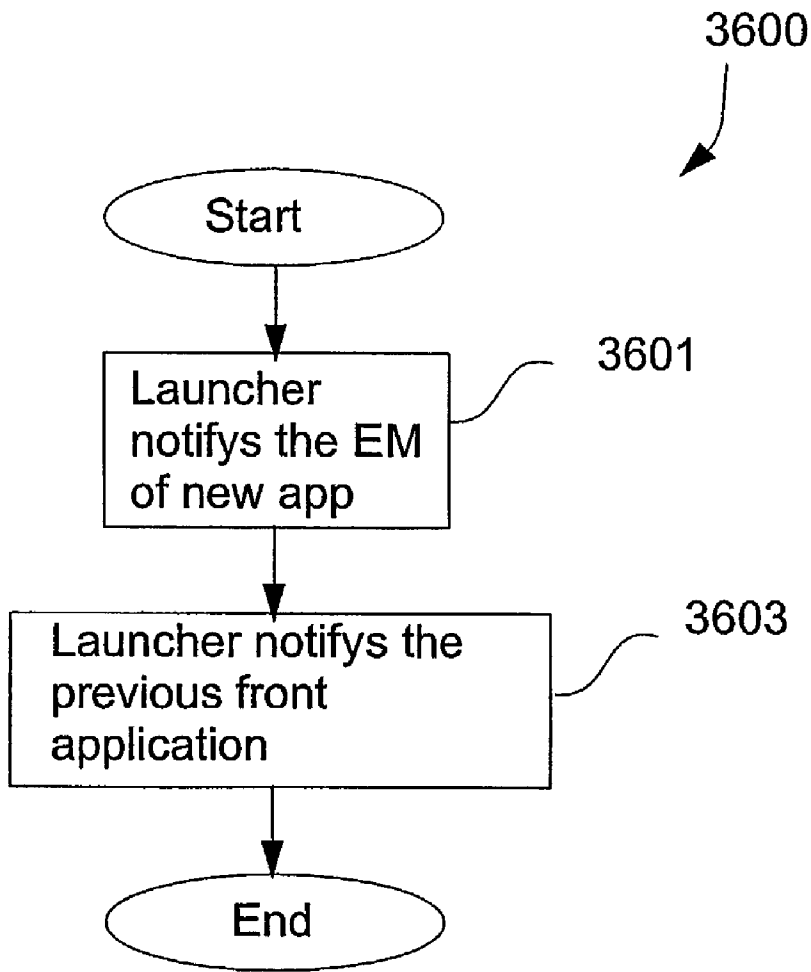 3600
Start
3601
Launcher
notifys the EM
of new app
3603
Launcher notifys the
previous front
application
End